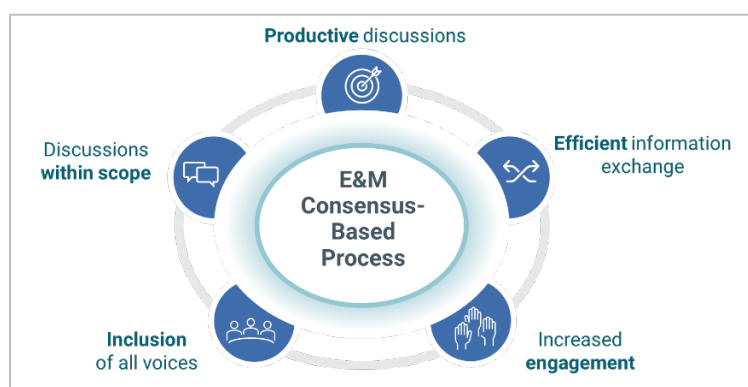 Productive discussions
Discussions
within scope
Efficient information
exchange
E&M
Consensus-
Based
Process
Inclusion
of all voices
Increased
engagement